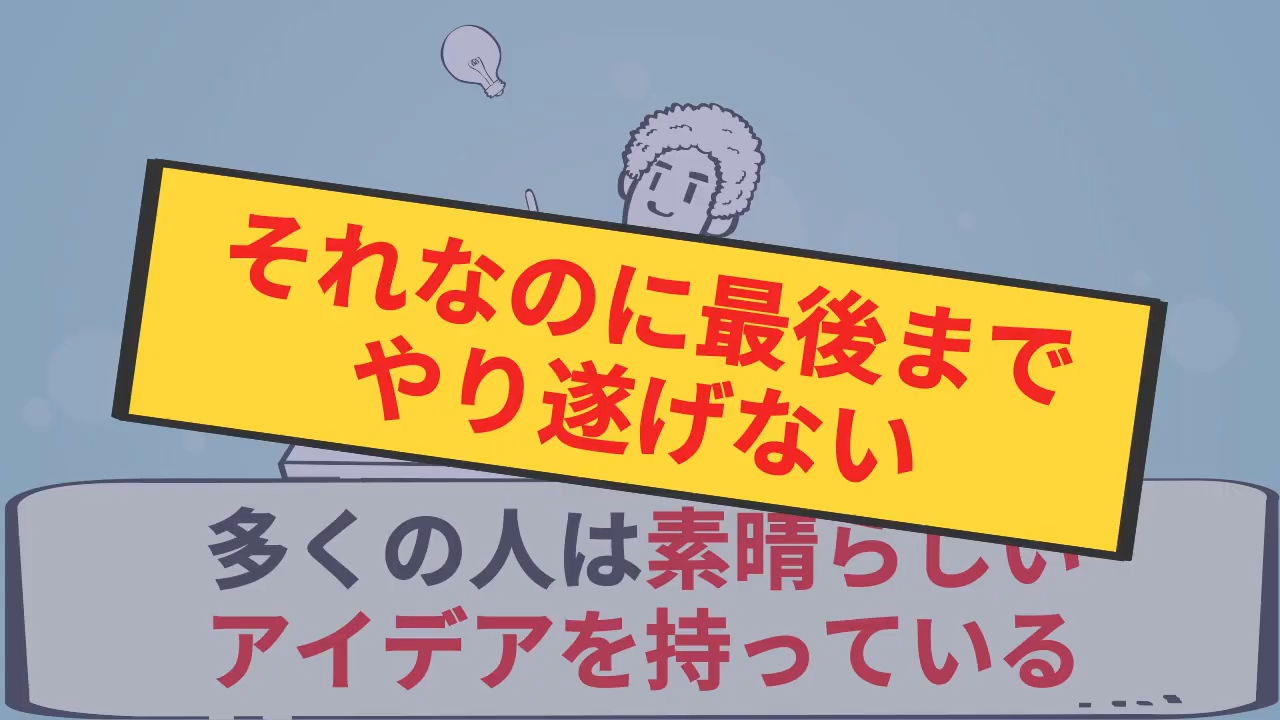 それなのに最後まで
やり遂げない
多くの人は素晴らしい
アイデアを持っている